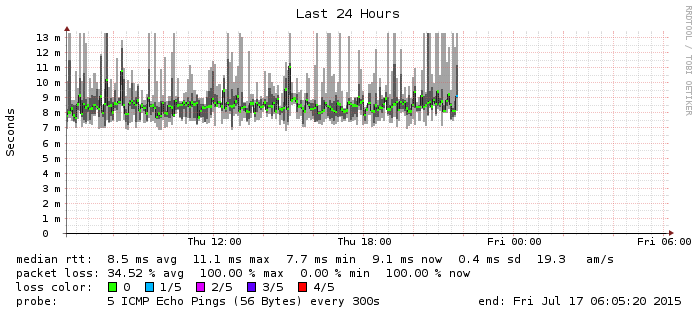 Last 24 Hours
RRDTOOL / TOBI OETIKER
Seconds
13 m
12 m
11 m
10 m
9 m
8 m
7 m
6 m
5 m
4 m
3 m
2 m
1 m
0
Thu 12:00 Thu 18:00 Fri 00:00 Fri 06:00
median rtt: 8.5 ms avg 11.1 ms max 7.7 ms min 9.1 ms now 0.4 ms sd 19.3 am/s
packet loss: 34.52 % avg 100.00 % max 0.00 % min 100.00 % now
loss color: 0 1/5 2/5 3/5 4/5
probe: 5 ICMP Echo Pings (56 Bytes) every 300s end: Fri Jul 17 06:05:20 2015